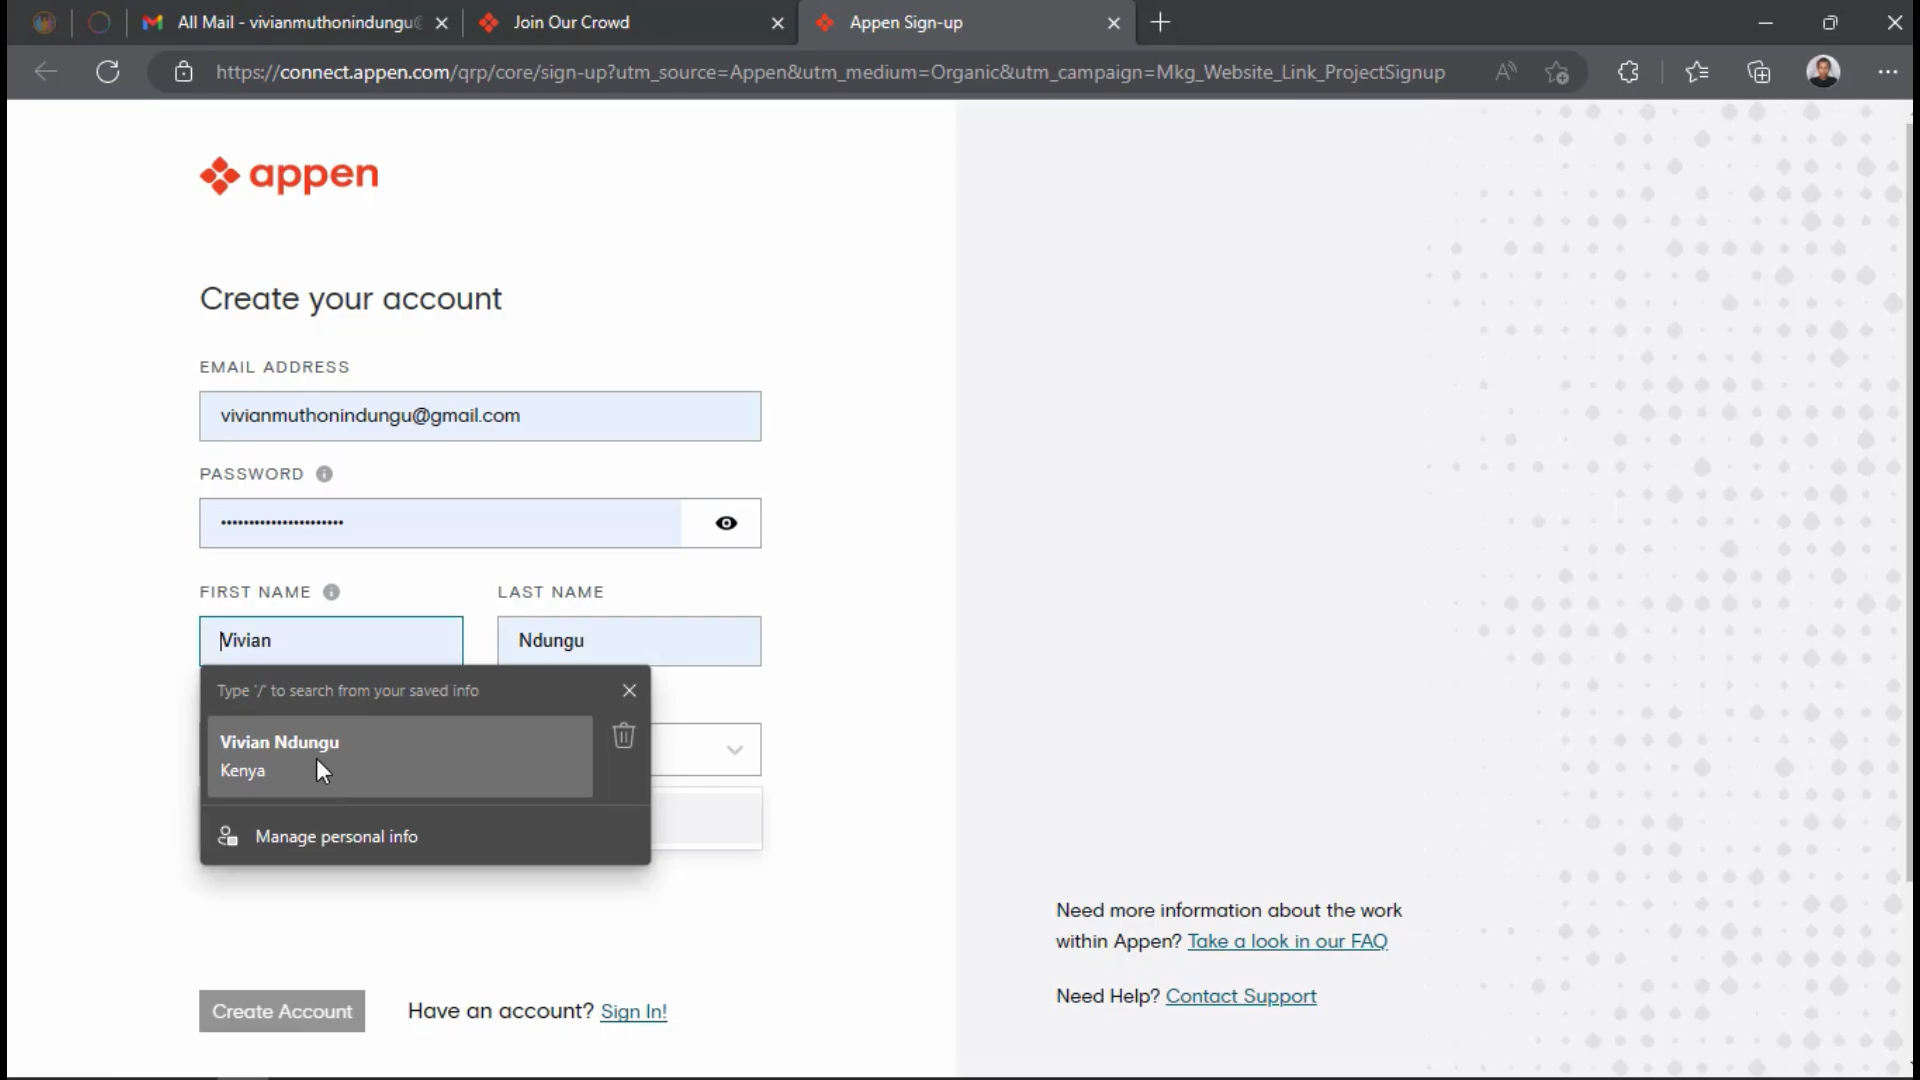 All Mail - vivianmuthonindungu@
Join Our Crowd
Appen Sign-up
https://connect.appen.com/qrp/core/sign-up?utm_source=Appen&utm_medium=Organic&utm_campaign=Mkg_Website_Link_ProjectSignup
appen
Create your account
EMAIL ADDRESS
vivianmuthonindungu@gmail.com
PASSWORD
FIRST NAME
LAST NAME
Vivian
Ndungu
Type '/' to search from your saved info
Vivian Ndungu
Kenya
Manage personal info
Need more information about the work
within Appen? Take a look in our FAQ
Need Help? Contact Support
Create Account
Have an account? Sign In!